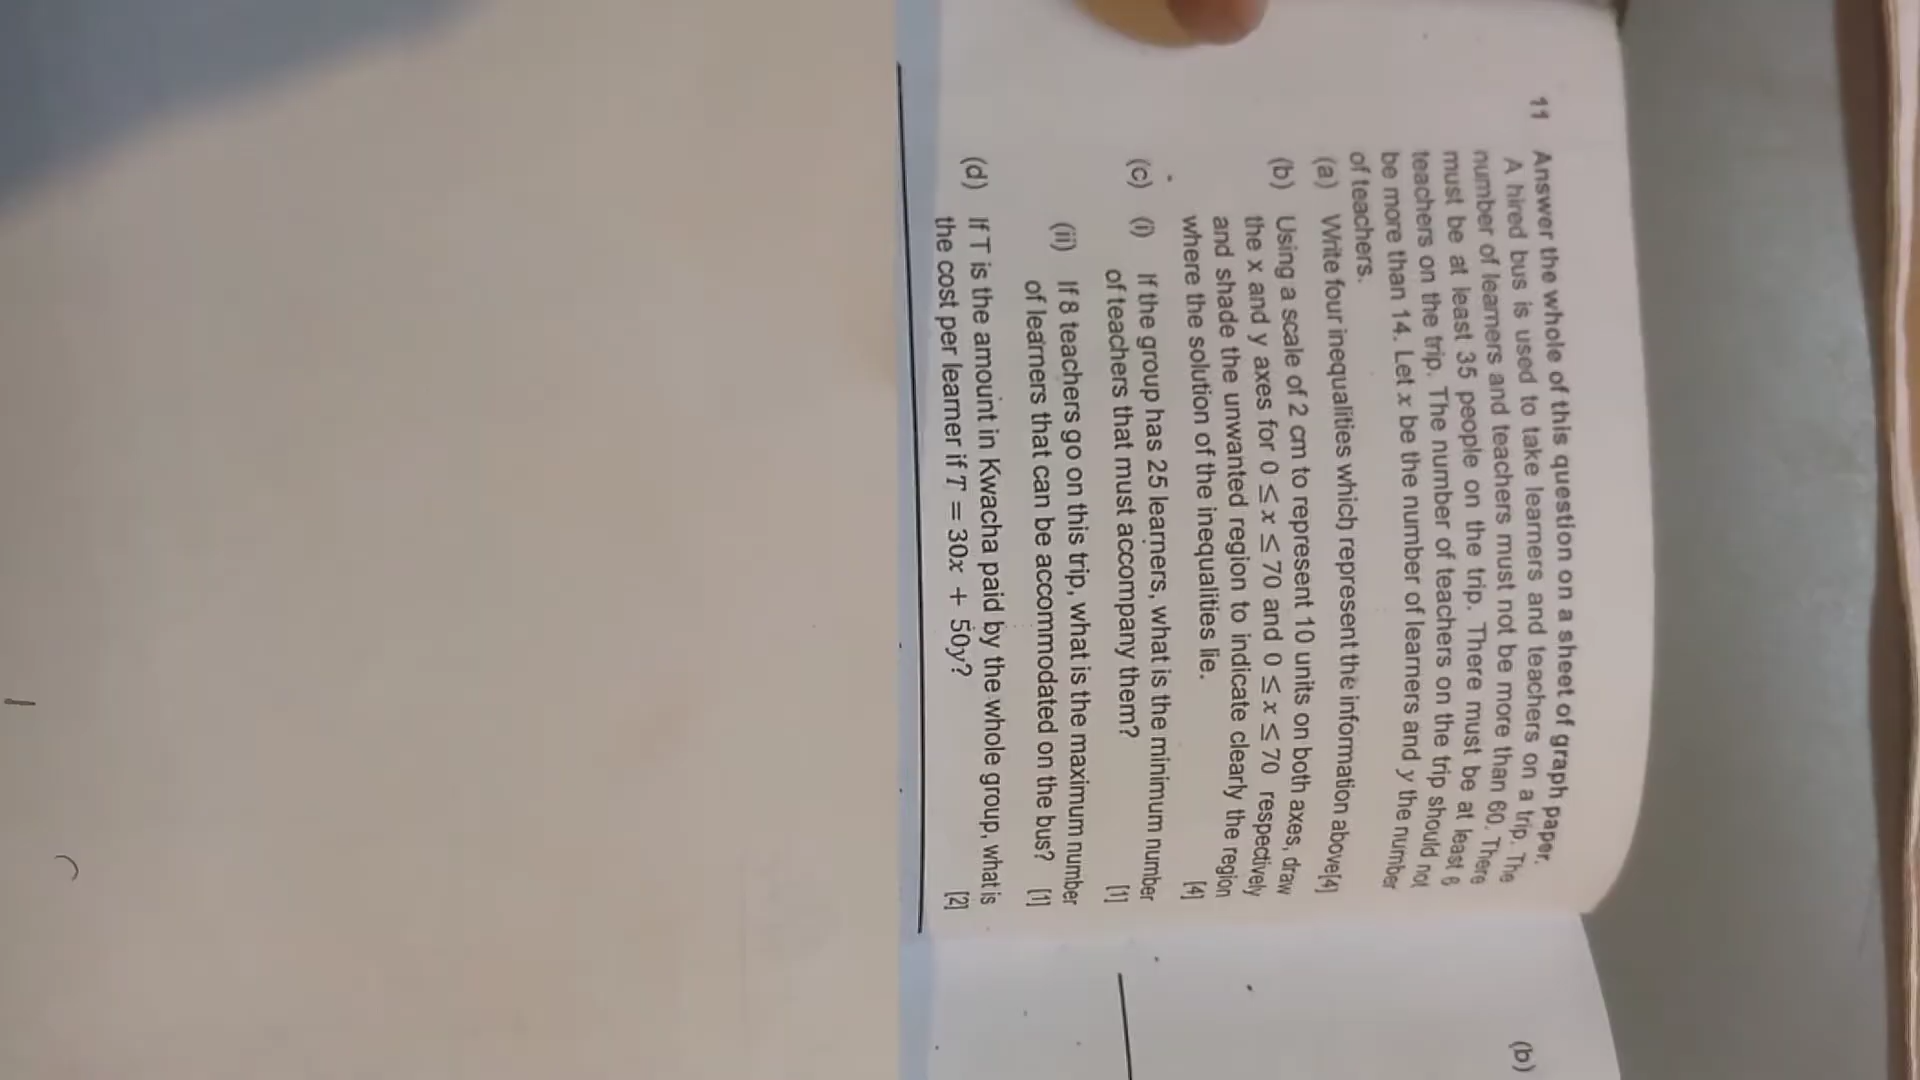 11 Answer the whole of this question on a sheet of graph paper.
A hired bus is used to take learners and teachers on a trip. The
number of learners and teachers must not be more than 60. There
must be at least 35 people on the trip. There must be at least 6
teachers on the trip. The number of teachers on the trip should not
be more than 14. Let x be the number of learners and y the number
of teachers.
(a) Write four inequalities which represent the information above[4]
(b) Using a scale of 2 cm to represent 10 units on both axes, draw
the x and y axes for 0 ≤ x ≤ 70 and 0 ≤ x ≤ 70 respectively
and shade the unwanted region to indicate clearly the region
where the solution of the inequalities lie. [4]
(c) (i) If the group has 25 learners, what is the minimum number
of teachers that must accompany them? [1]
(ii) If 8 teachers go on this trip, what is the maximum number
of learners that can be accommodated on the bus? [1]
(d) If T is the amount in Kwacha paid by the whole group, what is
the cost per learner if T = 30x + 50y? [2]
(b)